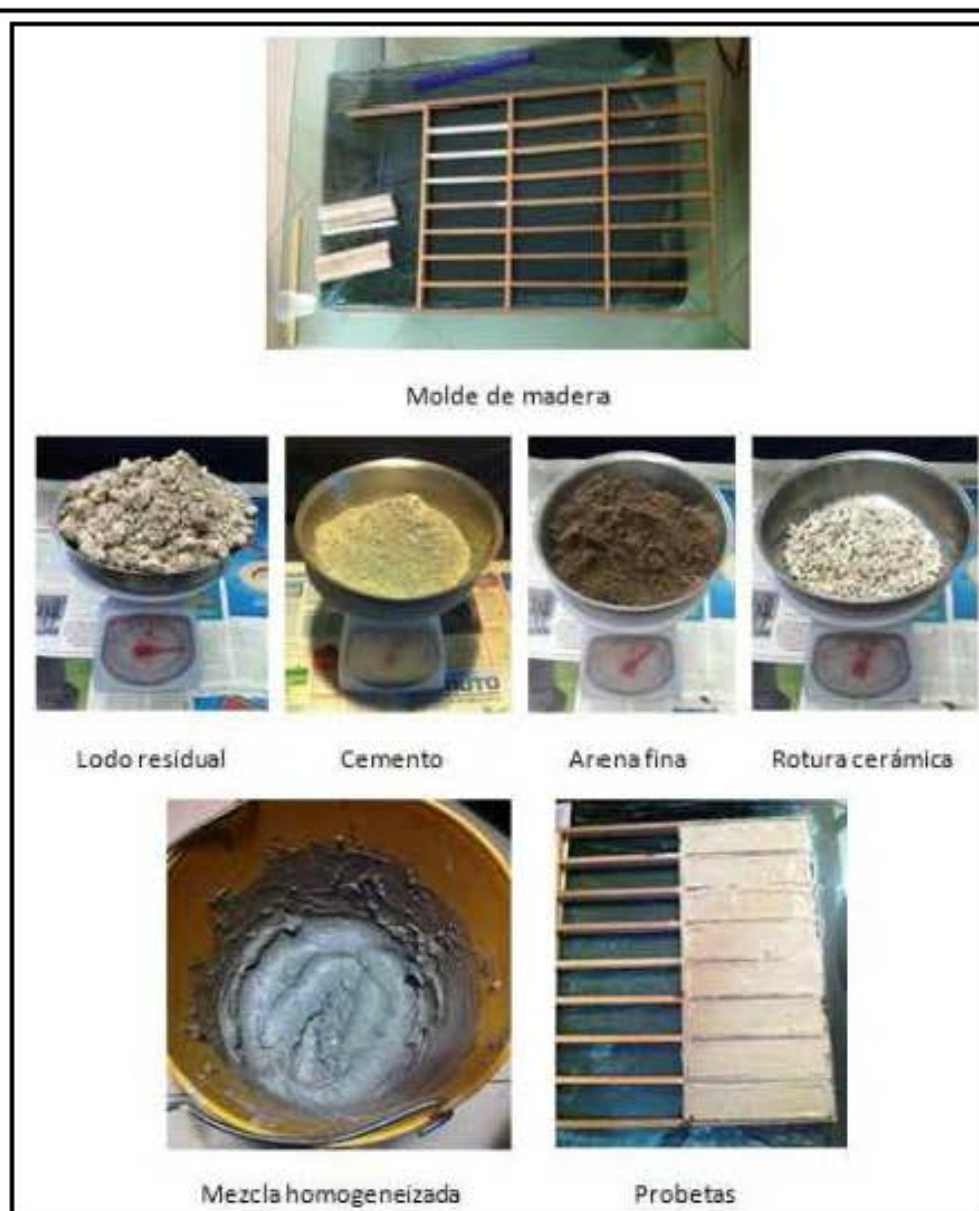 Molde de madera
Lodo residual
Cemento
Arena fina
Rotura cerámica
Mezcla homogeneizada
Probetas